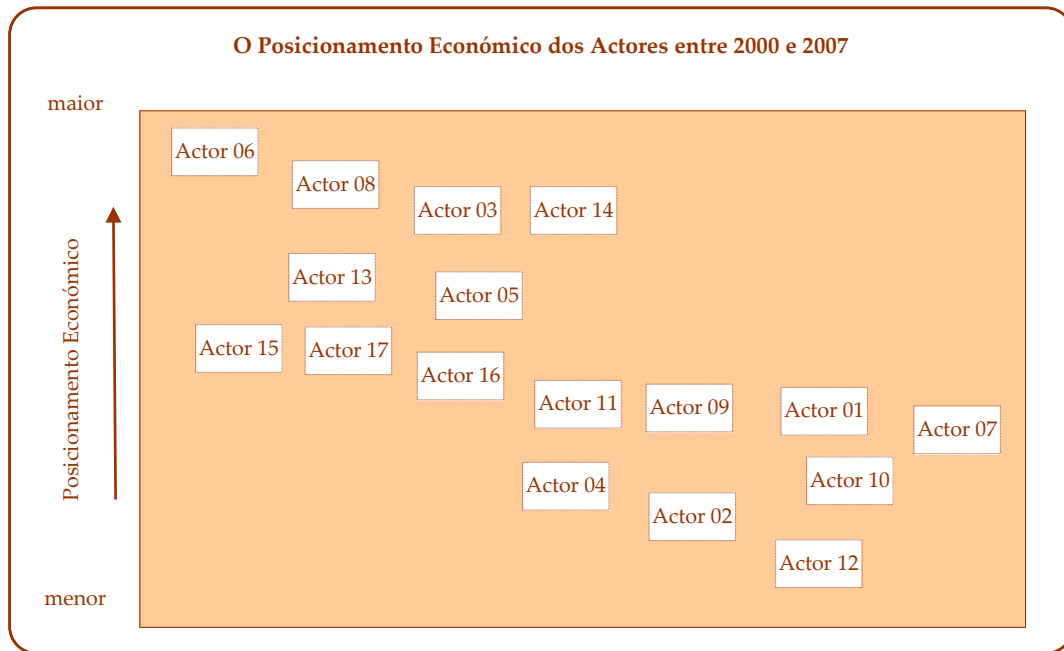 O Posicionamento Económico dos Actores entre 2000 e 2007
maior
Posicionamento Económico
menor
Actor 06
Actor 08
Actor 03
Actor 14
Actor 13
Actor 05
Actor 15
Actor 17
Actor 16
Actor 11
Actor 09
Actor 01
Actor 07
Actor 04
Actor 10
Actor 02
Actor 12